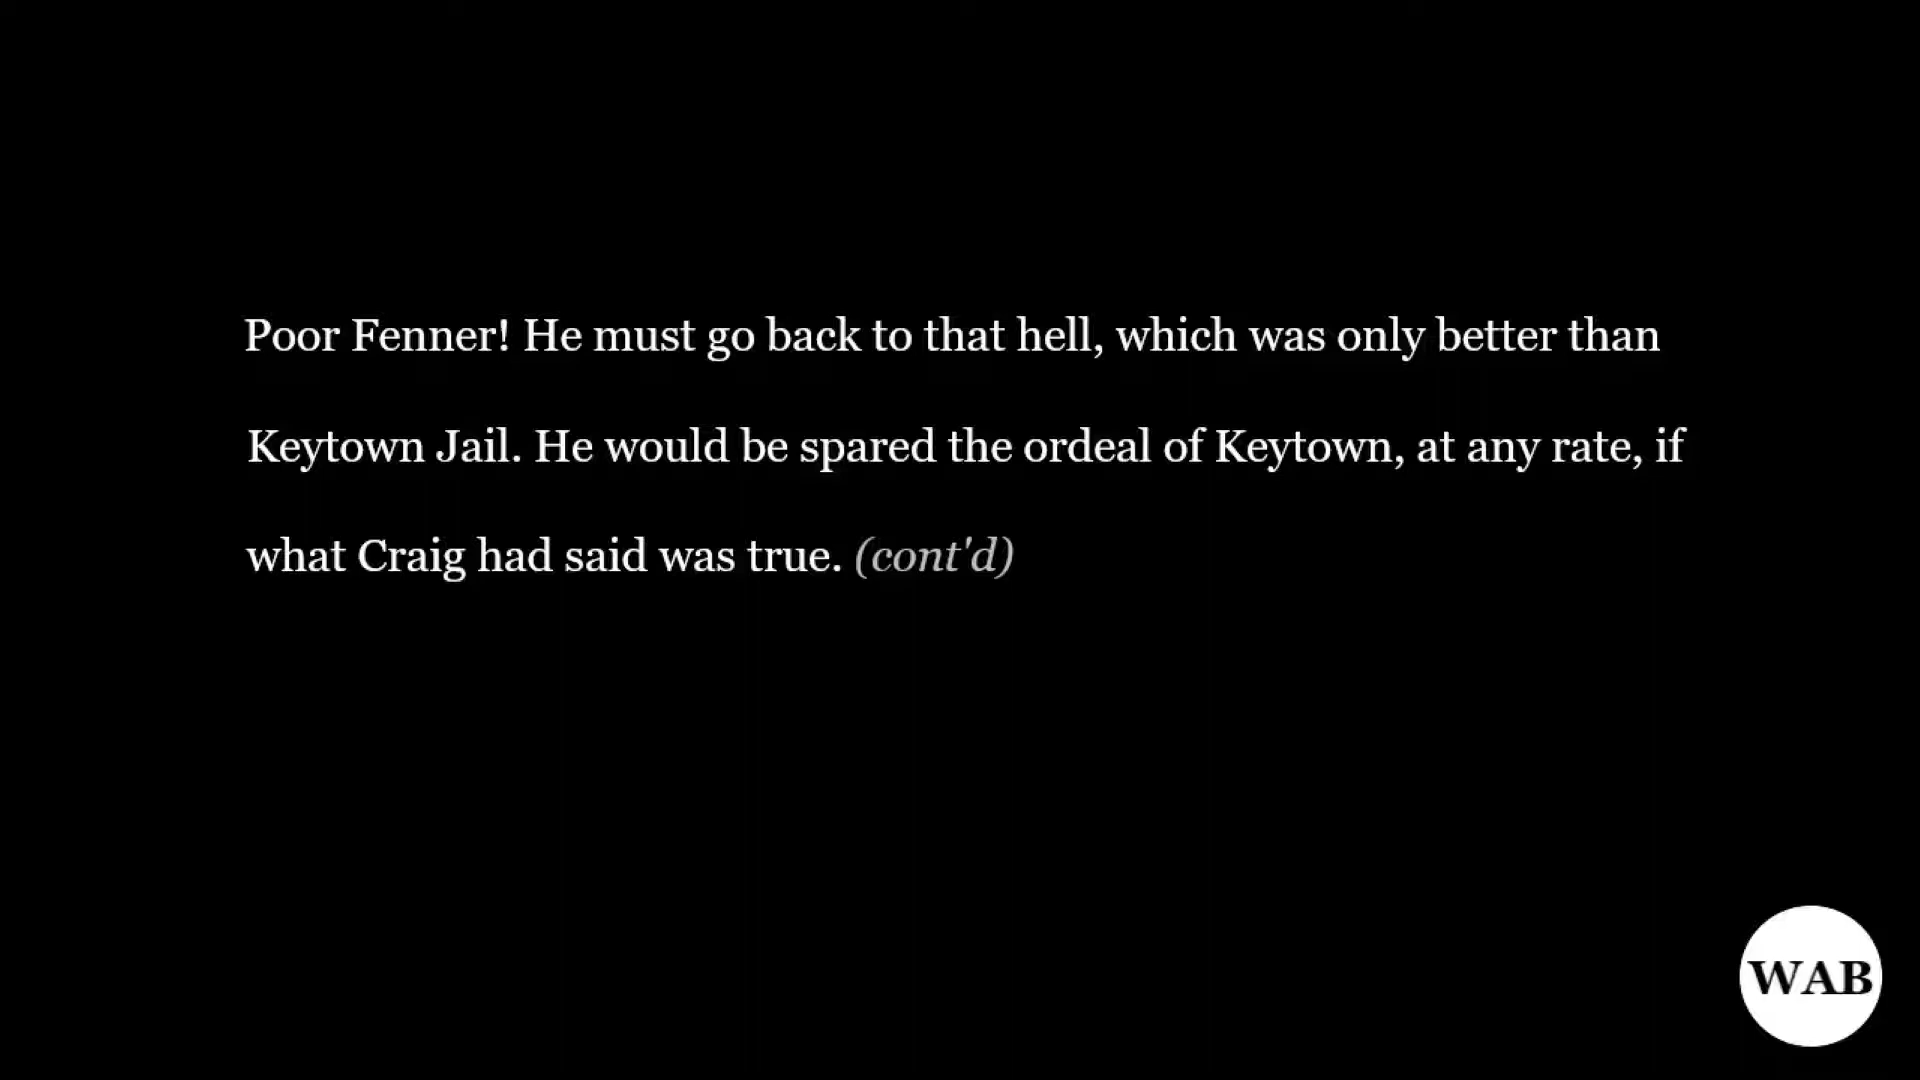 Poor Fenner! He must go back to that hell, which was only better than
Keytown Jail. He would be spared the ordeal of Keytown, at any rate, if
what Craig had said was true. (cont'd)
WAB